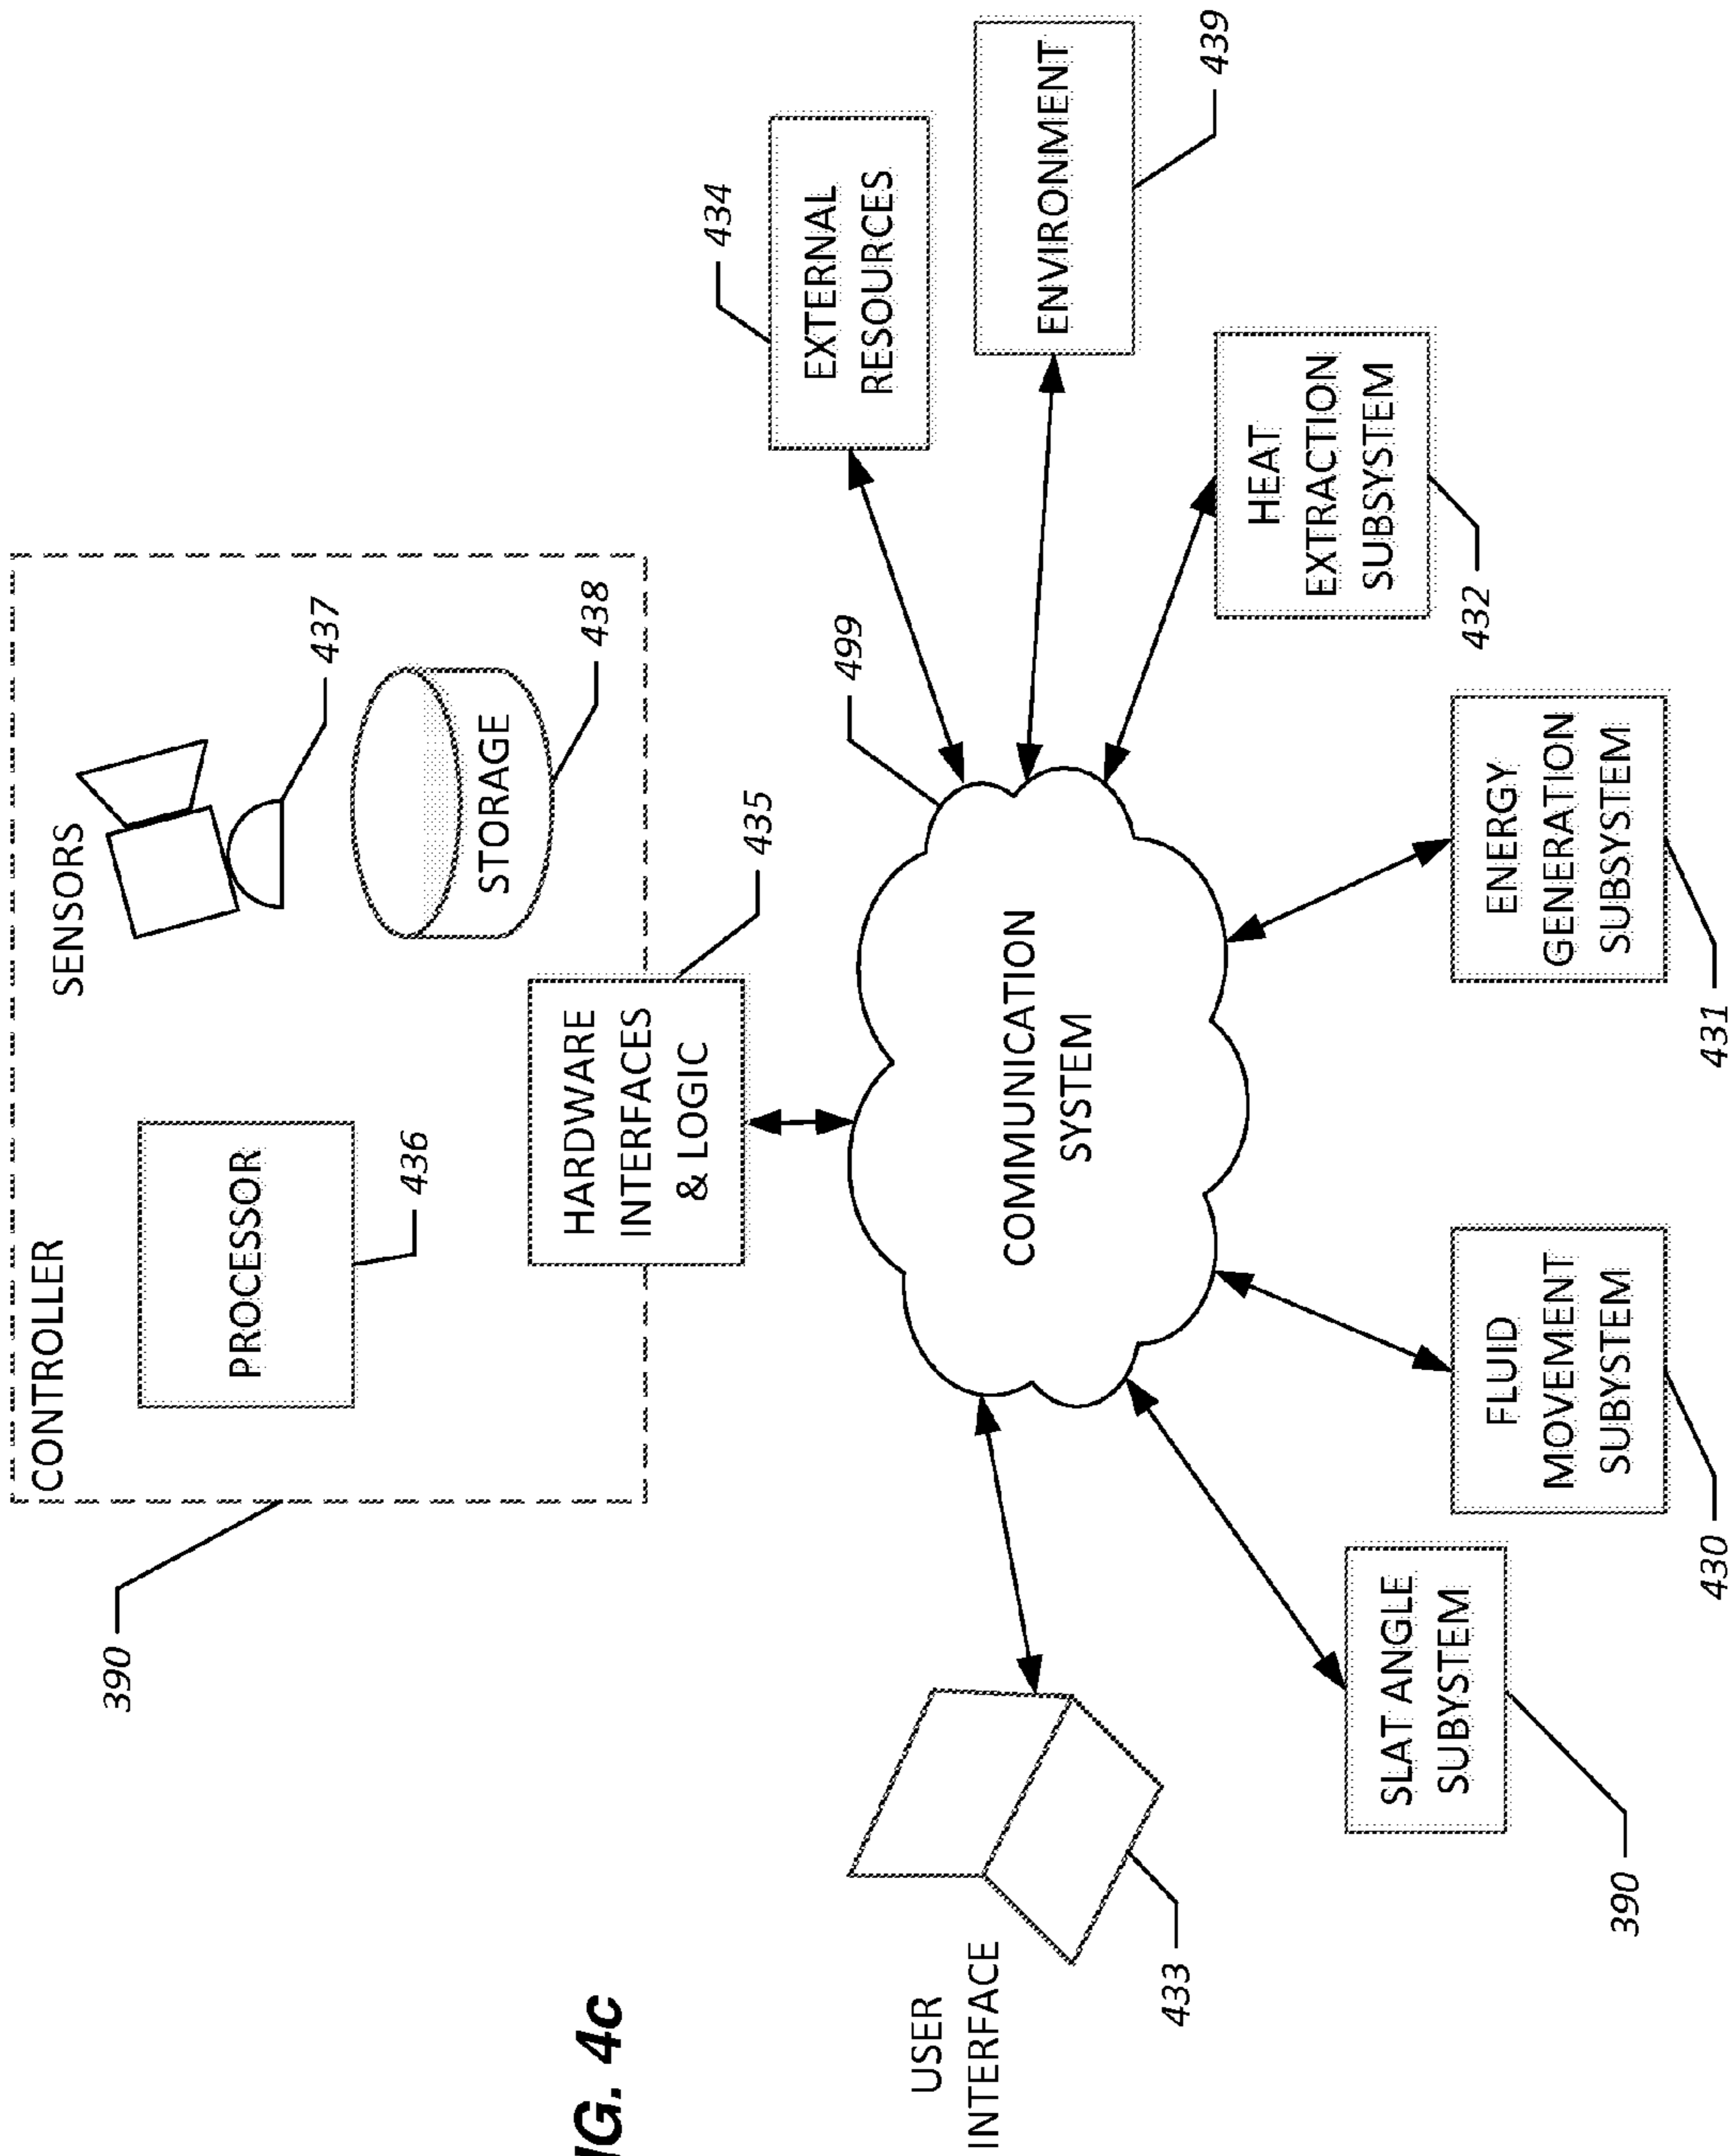 CONTROLLER
SENSORS
390
PROCESSOR
436
437
STORAGE
438
HARDWARE
INTERFACES
& LOGIC
435
IG. 4c
434
499
EXTERNAL
RESOURCES
USER
INTERFACE
433
COMMUNICATION
SYSTEM
ENVIRONMENT
439
HEAT
EXTRACTION
SUBYSTEM
432
SLAT ANGLE
SUBYSTEM
390
FLUID
MOVEMENT
SUBYSTEM
430
ENERGY
GENERATION
SUBYSTEM
431